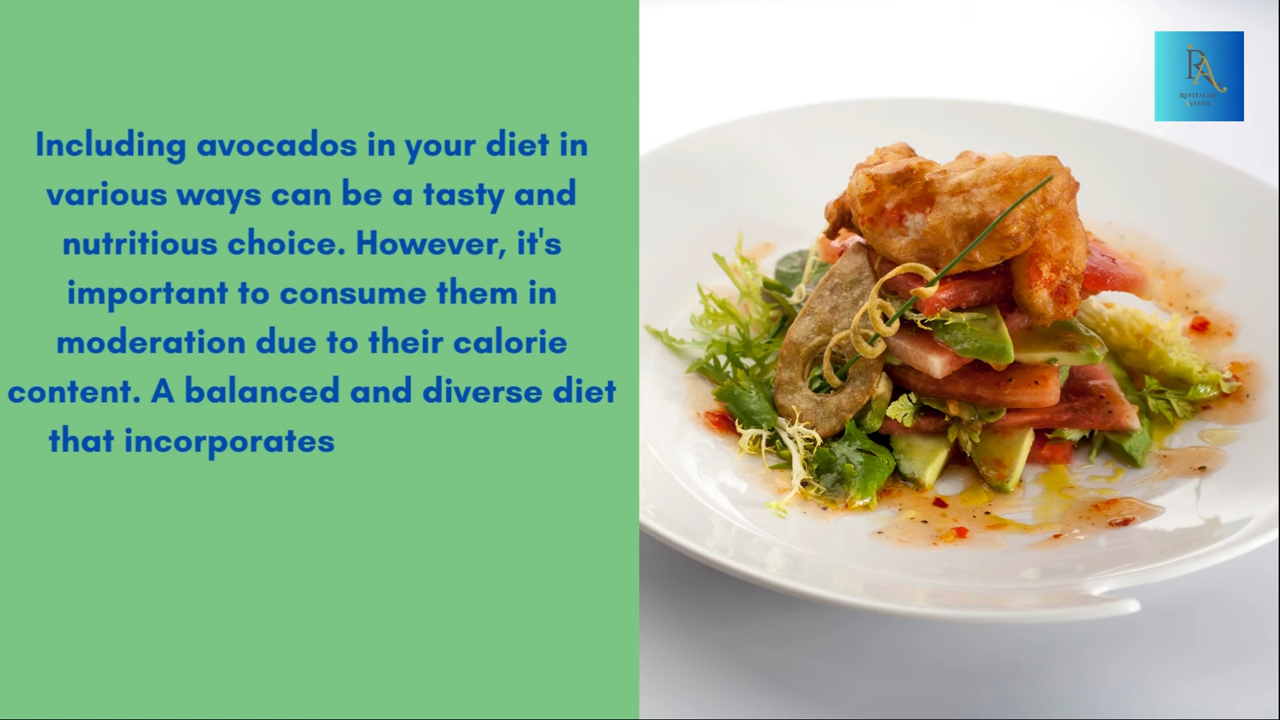 Including avocados in your diet in
various ways can be a tasty and
nutritious choice. However, it's
important to consume them in
moderation due to their calorie
content. A balanced and diverse diet
that incorporates
RA